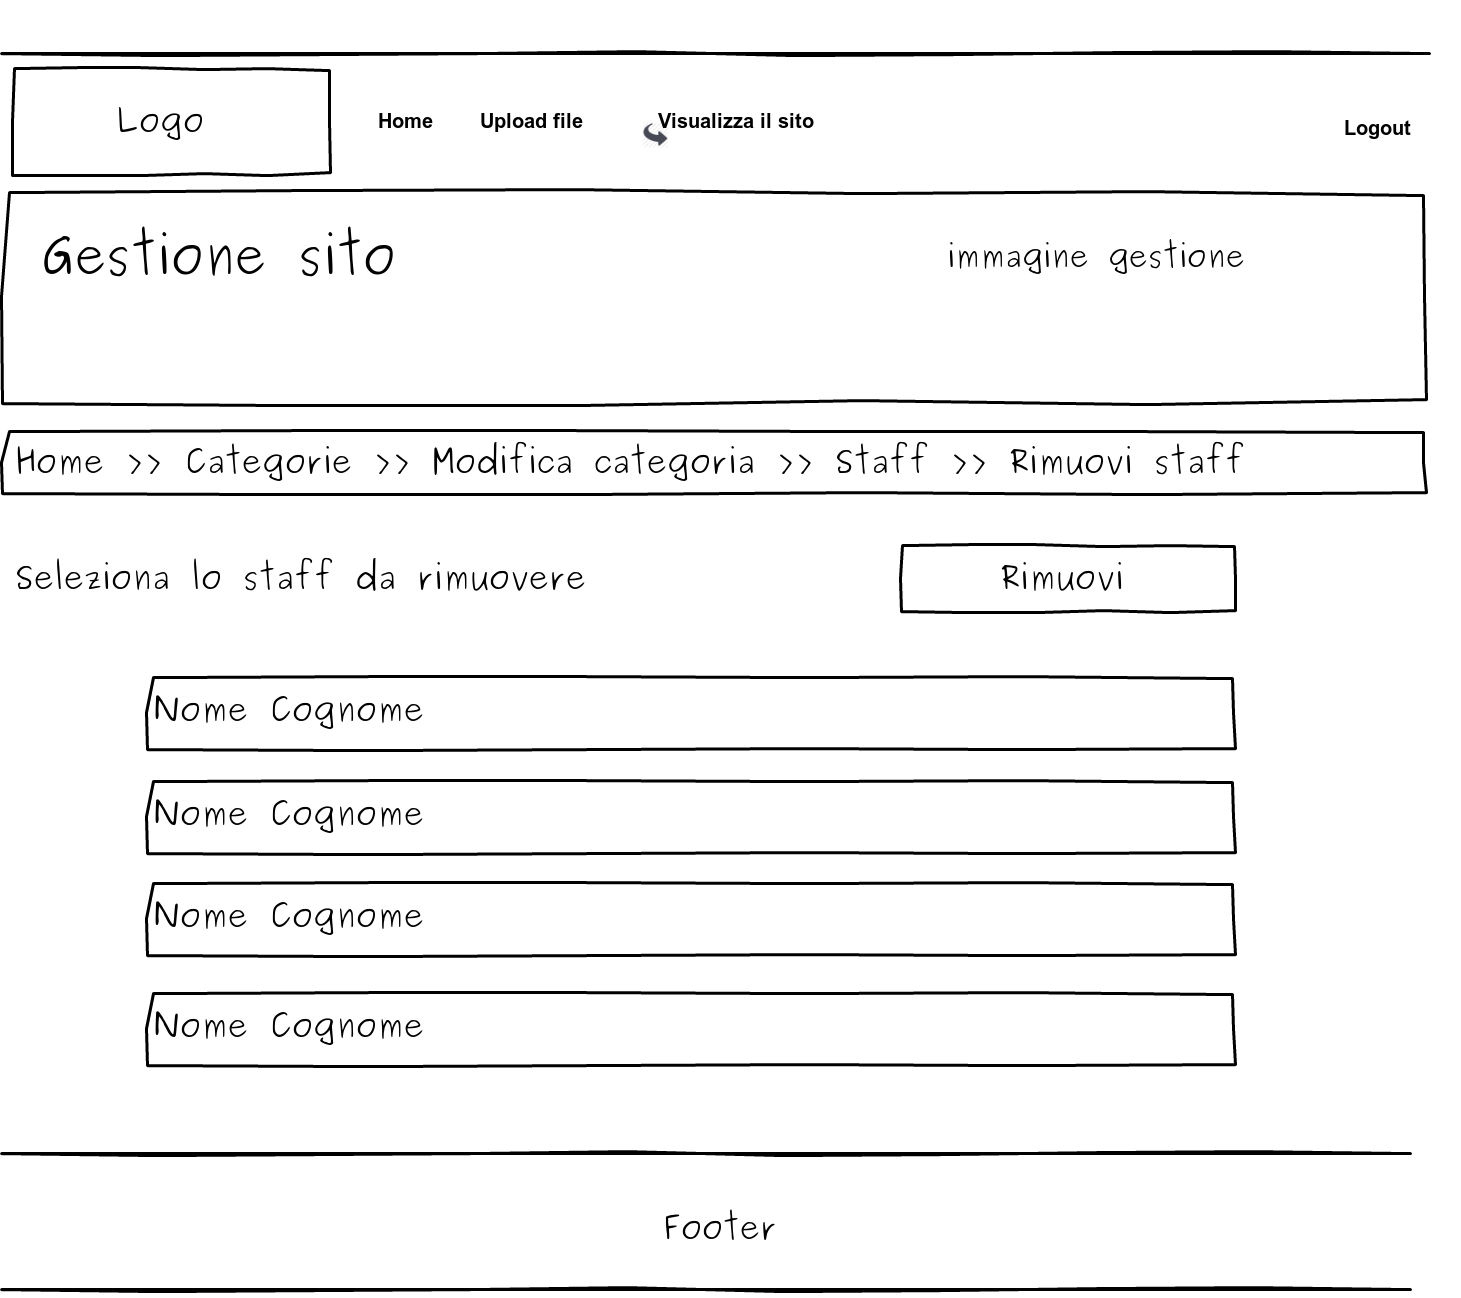 Logo
Home Upload file Visualizza il sito Logout
Gestione sito immagine gestione
Home >> Categorie >> Modifica categoria >> Staff >> Rimuovi staff
Seleziona lo staff da rimuovere Rimuovi
Nome Cognome
Nome Cognome
Nome Cognome
Nome Cognome
Footer